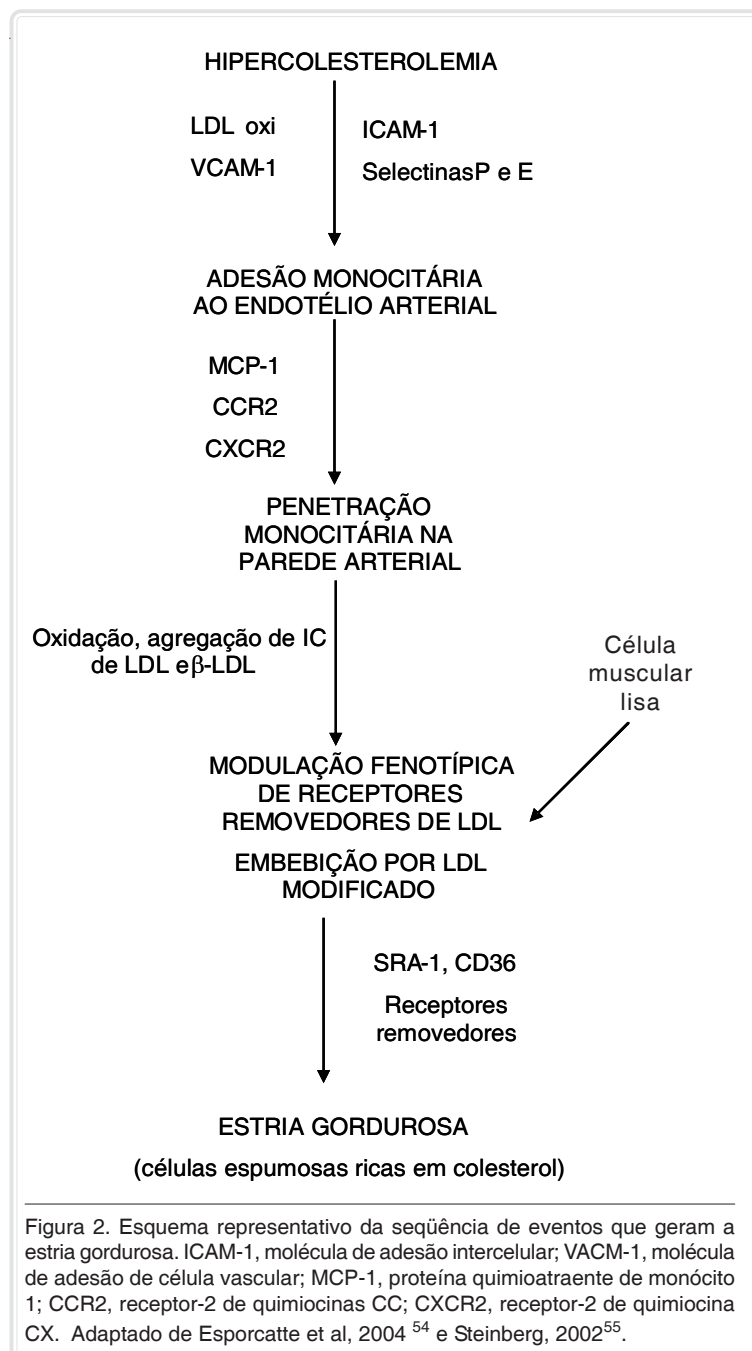 HIPERCOLESTEROLEMIA
LDL oxi
ICAM-1
VCAM-1
SelectinasP e E
ADESÃO MONOCITÁRIA
AO ENDOTÉLIO ARTERIAL
MCP-1
CCR2
CXCR2
PENETRAÇÃO
MONOCITÁRIA NA
PAREDE ARTERIAL
Oxidação, agregação de IC
de LDL eβ-LDL
Célula
muscular
lisa
MODULAÇÃO FENOTÍPICA
DE RECEPTORES
REMOVEDORES DE LDL
EMBEBIÇÃO POR LDL
MODIFICADO
SRA-1, CD36
Receptores
removedores
ESTRIA GORDUROSA
(células espumosas ricas em colesterol)
Figura 2. Esquema representativo da seqüência de eventos que geram a
estria gordurosa. ICAM-1, molécula de adesão intercelular; VACM-1, molécula
de adesão de célula vascular; MCP-1, proteína quimioatraente de monócito
1; CCR2, receptor-2 de quimiocinas CC; CXCR2, receptor-2 de quimiocina
CX. Adaptado de Esporcatte et al, 2004 54 e Steinberg, 200255.